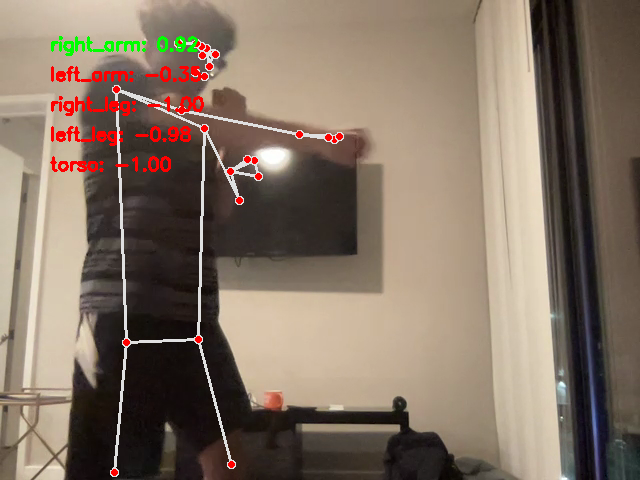 right_arm: 0.92
left_arm: -0.35
right_leg: -1.00
left_leg: -0.98
torso: -1.00